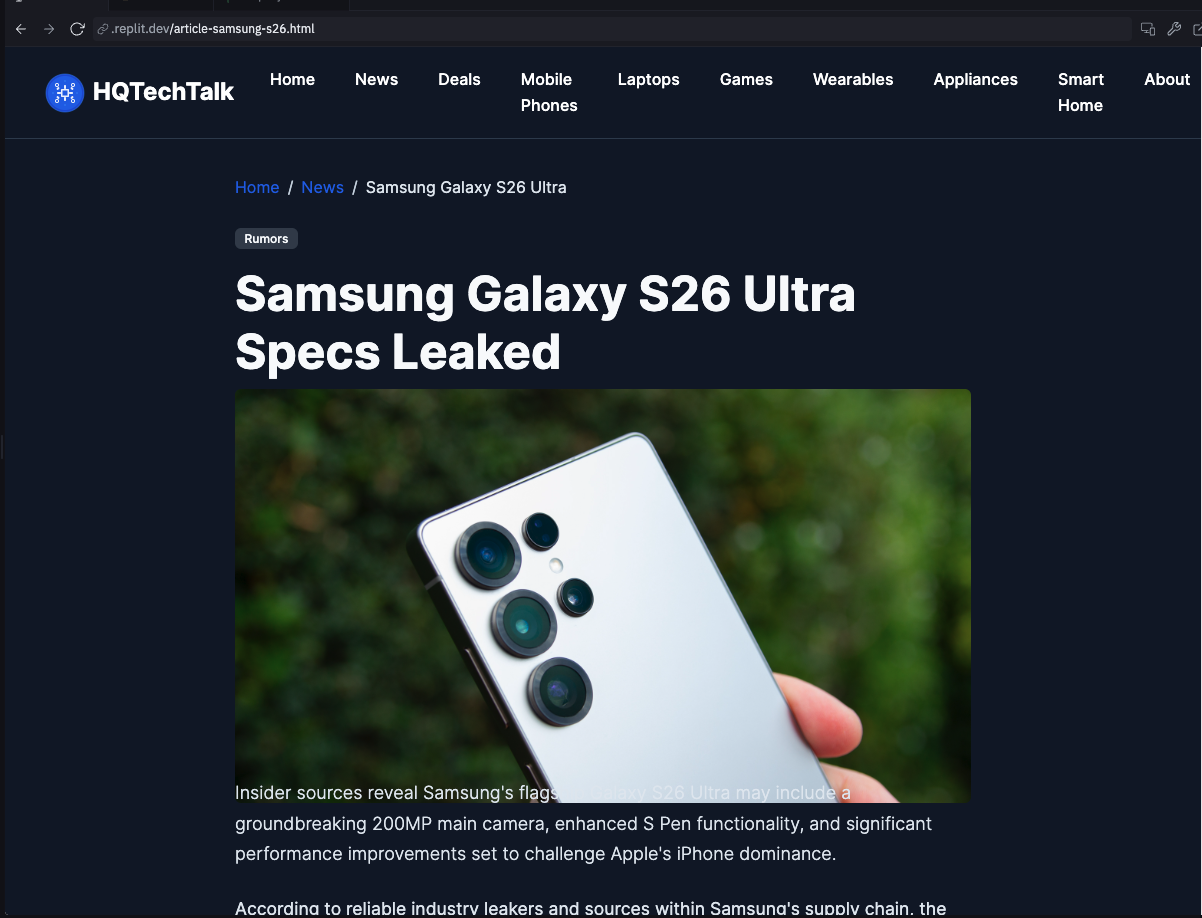 .replit.dev/article-samsung-s26.html
HQTechTalk
Home
News
Deals
Mobile
Phones
Laptops
Games
Wearables
Appliances
Smart
Home
About
Home / News / Samsung Galaxy S26 Ultra
Rumors
Samsung Galaxy S26 Ultra
Specs Leaked
Insider sources reveal Samsung's flags Galaxy S26 Ultra may include a
groundbreaking 200MP main camera, enhanced S Pen functionality, and significant
performance improvements set to challenge Apple's iPhone dominance.
According to reliable industry leakers and sources within Samsung's supply chain, the